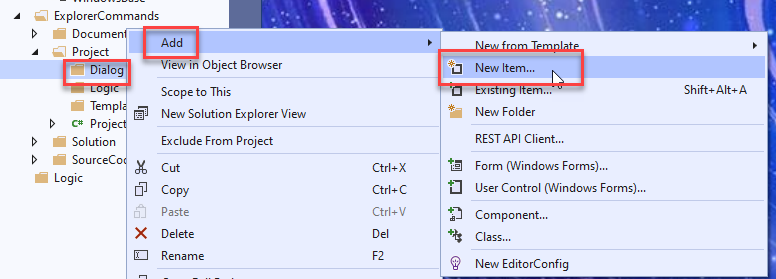 WindowsBase
ExplorerCommands
Document
Project
Dialog
Logic
Templa
C# Project
Solution
SourceCod
Logic
Add
View in Object Browser
Scope to This
New Solution Explorer View
Exclude From Project
Cut Ctrl+X
Copy Ctrl+C
Paste Ctrl+V
Delete Del
Rename F2
New from Template
New Item...
Existing Item... Shift+Alt+A
New Folder
REST API Client...
Form (Windows Forms)...
User Control (Windows Forms)...
Component...
Class...
New EditorConfig